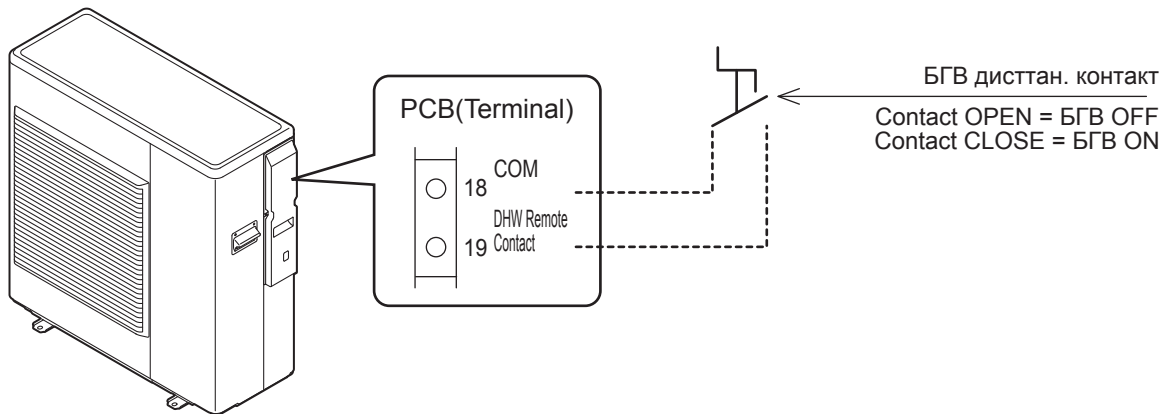 PCB(Terminal)
18 COM
19 DHW Remote
Contact
БГВ дисттан. контакт
Contact OPEN = БГВ OFF
Contact CLOSE = БГВ ON